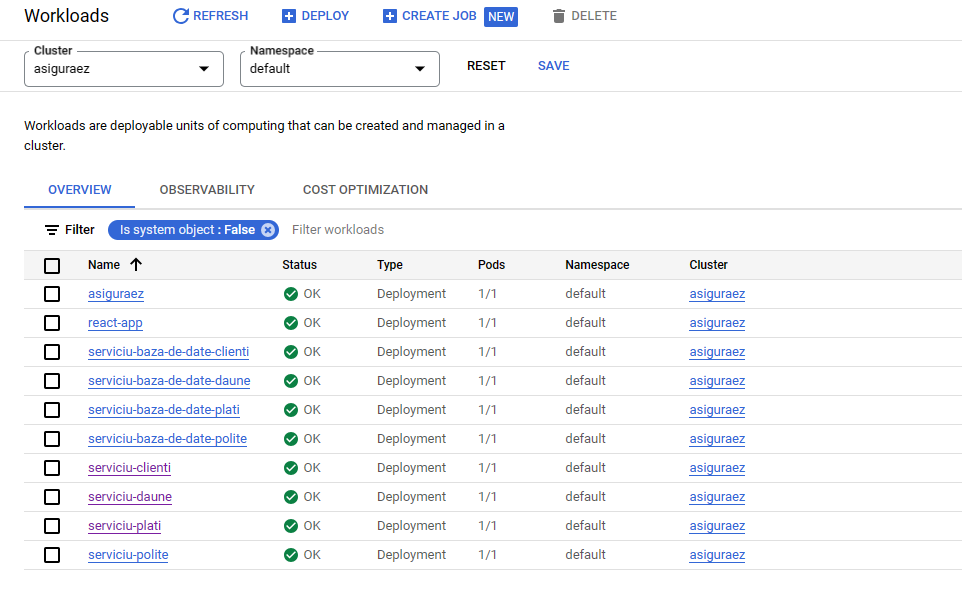 Workloads REFRESH DEPLOY CREATE JOB NEW DELETE
Cluster Namespace
asiguraez default RESET SAVE
Workloads are deployable units of computing that can be created and managed in a
cluster.
OVERVIEW OBSERVABILITY COST OPTIMIZATION
Filter Is system object : False Filter workloads
Name Status Type Pods Namespace Cluster
asiguraez OK Deployment 1/1 default asiguraez
react-app OK Deployment 1/1 default asiguraez
serviciu-baza-de-date-clienti OK Deployment 1/1 default asiguraez
serviciu-baza-de-date-daune OK Deployment 1/1 default asiguraez
serviciu-baza-de-date-plati OK Deployment 1/1 default asiguraez
serviciu-baza-de-date-polite OK Deployment 1/1 default asiguraez
serviciu-clienti OK Deployment 1/1 default asiguraez
serviciu-daune OK Deployment 1/1 default asiguraez
serviciu-plati OK Deployment 1/1 default asiguraez
serviciu-polite OK Deployment 1/1 default asiguraez